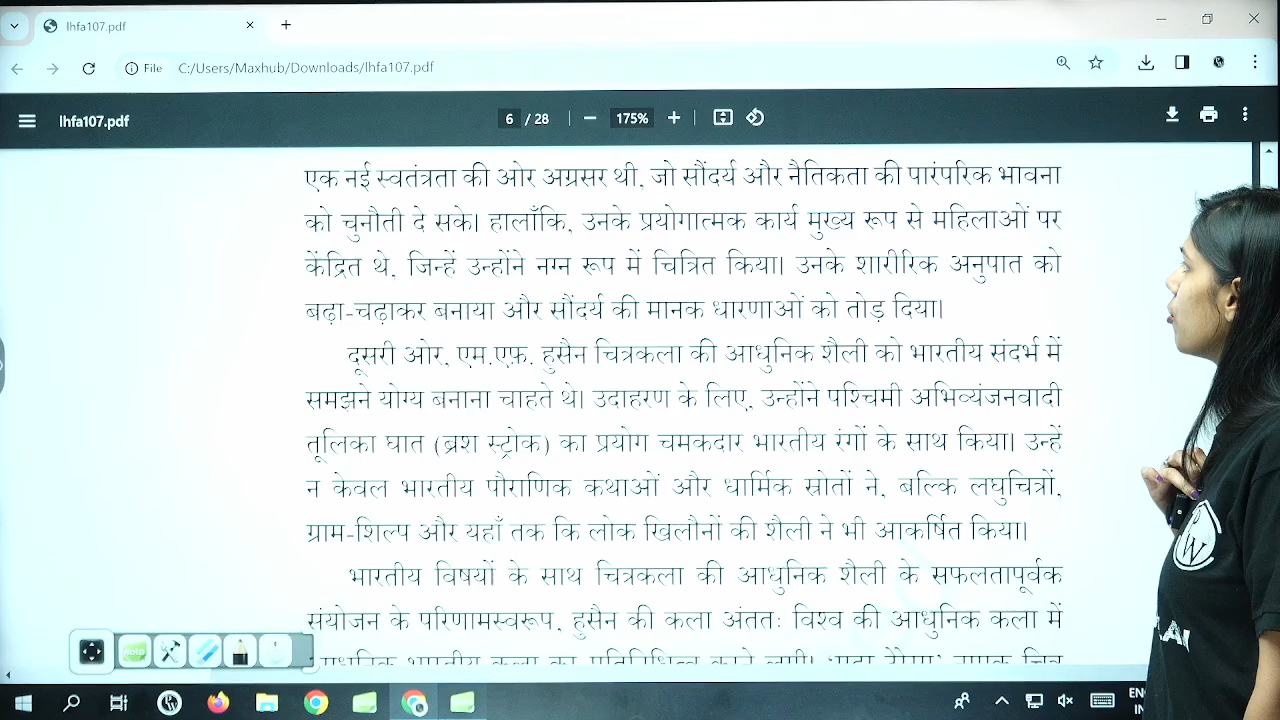 lhfa107.pdf
File C:/Users/Maxhub/Downloads/lhfa107.pdf
lhfa107.pdf 6 / 28 175%
एक नई स्वतंत्रता की ओर अग्रसर थी, जो सौंदर्य और नैतिकता की पारंपरिक भावना
को चुनौती दे सके। हालाँकि, उनके प्रयोगात्मक कार्य मुख्य रूप से महिलाओं पर
केंद्रित थे, जिन्हें उन्होंने नग्न रूप में चित्रित किया। उनके शारीरिक अनुपात को
बढ़ा-चढ़ाकर बनाया और सौंदर्य की मानक धारणाओं को तोड़ दिया।
दूसरी ओर, एम.एफ़. हुसैन चित्रकला की आधुनिक शैली को भारतीय संदर्भ में
समझने योग्य बनाना चाहते थे। उदाहरण के लिए, उन्होंने पश्चिमी अभिव्यंजनवादी
तूलिका घात (ब्रश स्ट्रोक) का प्रयोग चमकदार भारतीय रंगों के साथ किया। उन्हें
न केवल भारतीय पौराणिक कथाओं और धार्मिक स्रोतों ने, बल्कि लघुचित्रों,
ग्राम-शिल्प और यहाँ तक कि लोक खिलौनों की शैली ने भी आकर्षित किया।
भारतीय विषयों के साथ चित्रकला की आधुनिक शैली के सफलतापूर्वक
संयोजन के परिणामस्वरूप, हुसैन की कला अंततः विश्व की आधुनिक कला में
W
Note